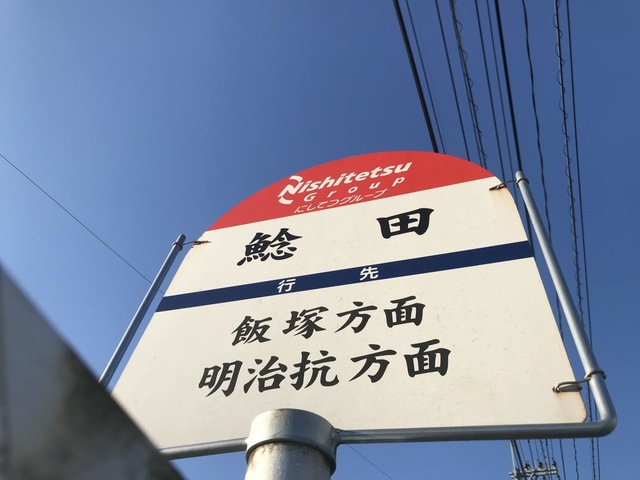 Nishitetsu
Group
にしてつグループ
鯰田
行先
飯塚方面
明治抗方面